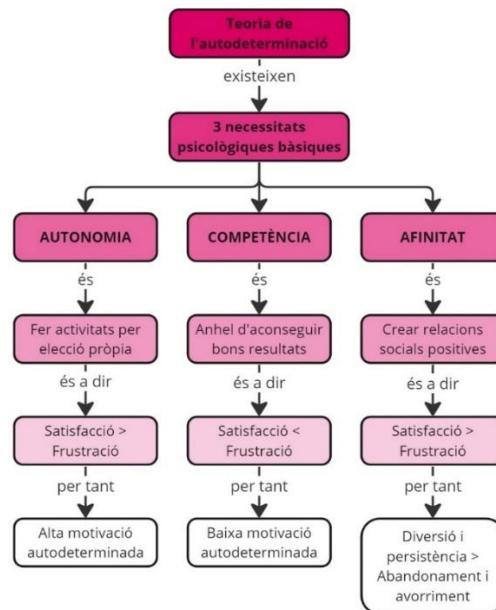 Teoria de
l'autodeterminació
existeixen
3 necessitats
psicològiques bàsiques
AUTONOMIA
COMPETÈNCIA
AFINITAT
és
és
és
Fer activitats per
elecció pròpia
Anhel d'aconseguir
bons resultats
Crear relacions
socials positives
és a dir
és a dir
és a dir
Satisfacció >
Frustració
Satisfacció <
Frustració
Satisfacció >
Frustració
per tant
per tant
per tant
Alta motivació
autodeterminada
Baixa motivació
autodeterminada
Diversió i
persistència >
Abandonament i
avorriment